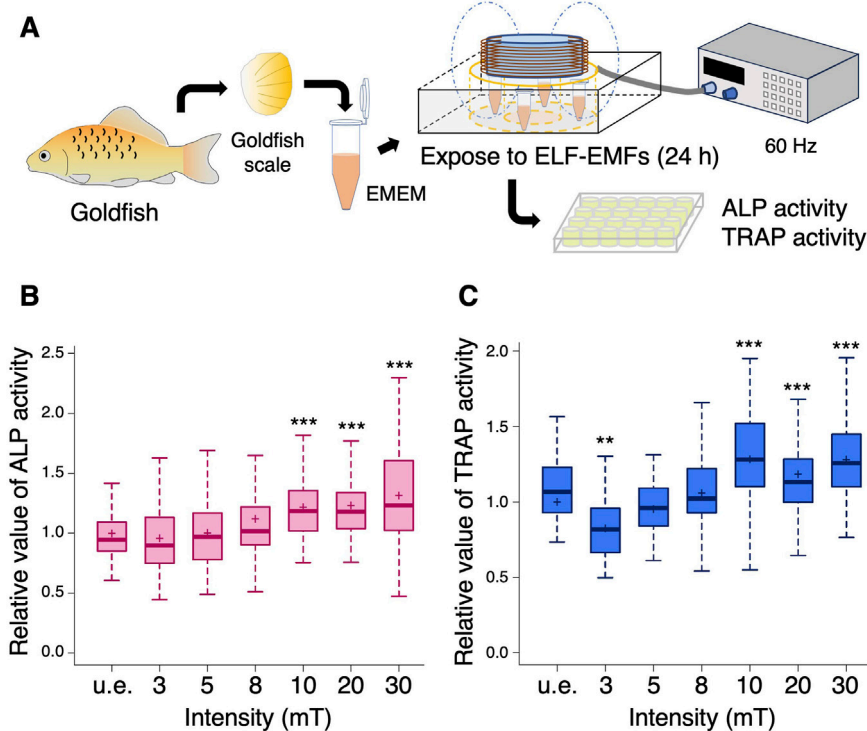 A
Goldfish
Goldfish
scale
EMEM
Expose to ELF-EMFs (24 h)
60 Hz
ALP activity
TRAP activity
B
Relative value of ALP activity
2.5
2.0
1.5
1.0
0.5
0.0
***
***
***
u.e. 3 5 8 10 20 30
Intensity (mT)
C
Relative value of TRAP activity
2.0
1.5
1.0
0.5
0.0
**
***
***
***
u.e. 3 5 8 10 20 30
Intensity (mT)